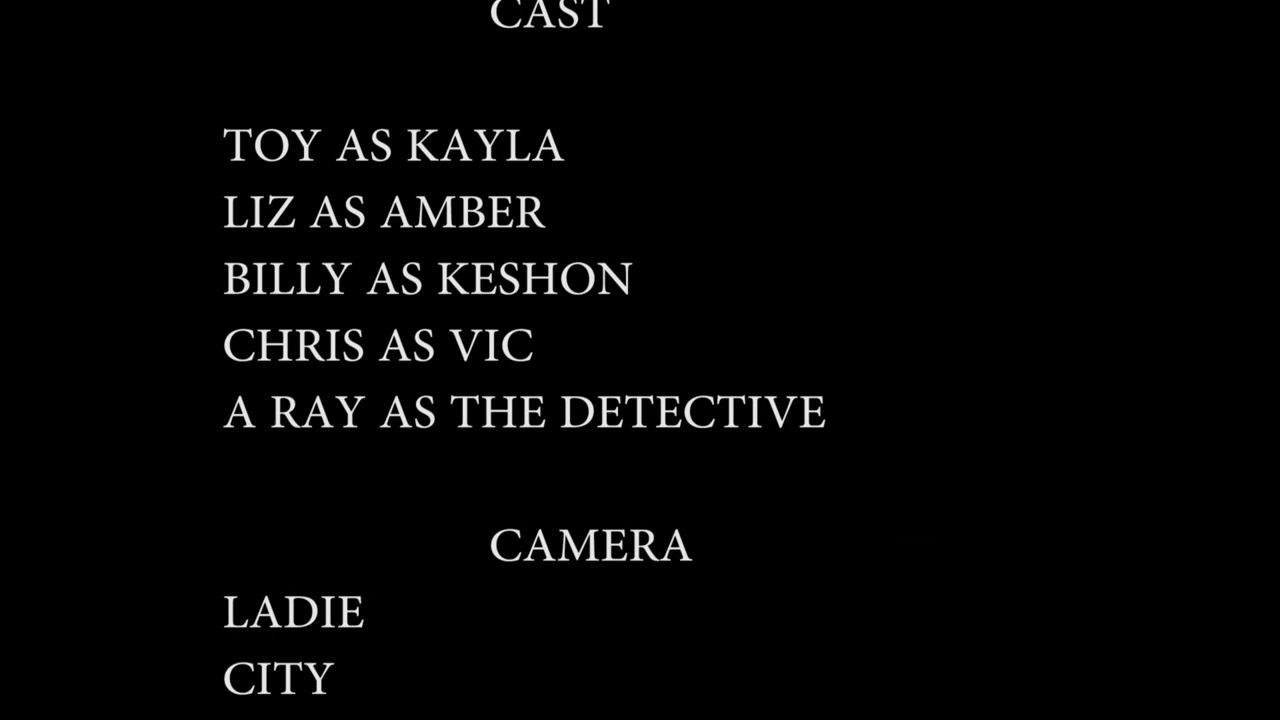 CAST
TOY AS KAYLA
LIZ AS AMBER
BILLY AS KESHON
CHRIS AS VIC
A RAY AS THE DETECTIVE
CAMERA
LADIE
CITY